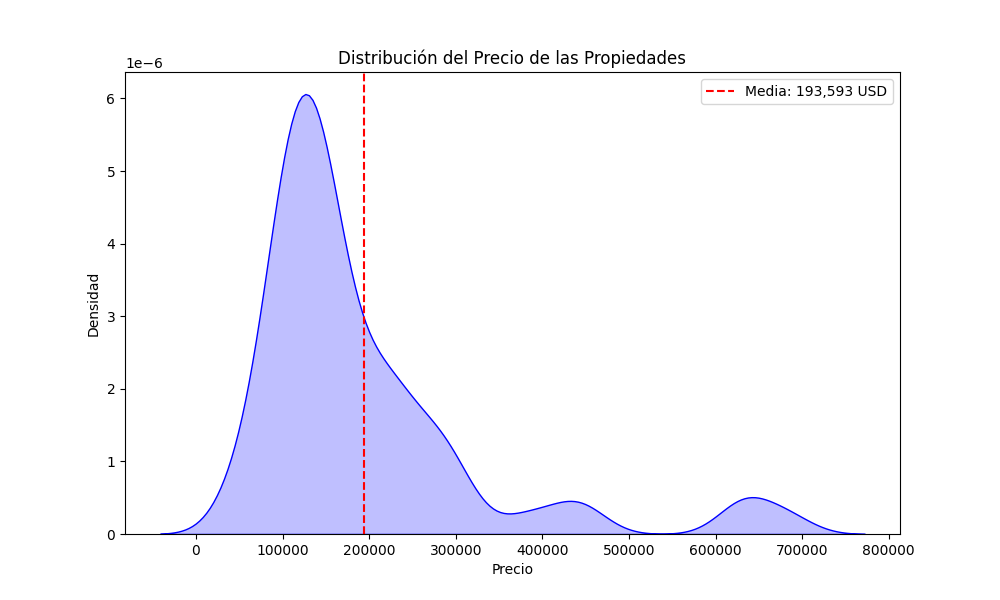 Distribución del Precio de las Propiedades
1e−6
Media: 193,593 USD
6
5
4
3
2
1
0
Densidad
0 100000 200000 300000 400000 500000 600000 700000 800000
Precio